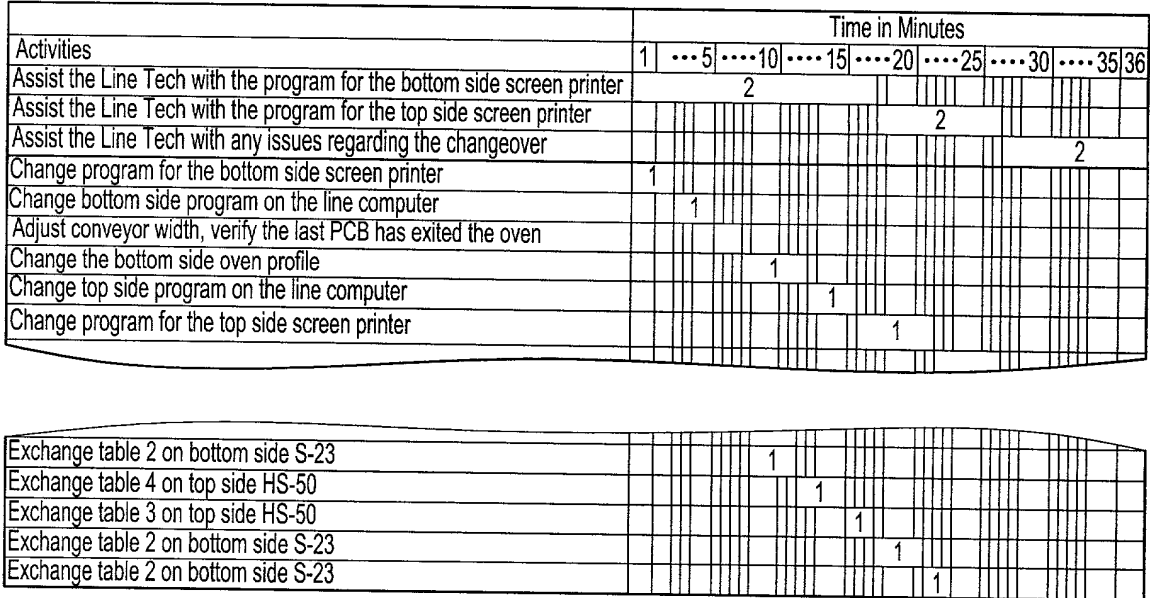 Time in Minutes
Activities 1 ····5 ····10 ····15 ····20 ····25 ····30 ····35 36
Assist the Line Tech with the program for the bottom side screen printer 2
Assist the Line Tech with the program for the top side screen printer 2
Assist the Line Tech with any issues regarding the changeover 2
Change program for the bottom side screen printer 1
Change bottom side program on the line computer 1
Adjust conveyor width, verify the last PCB has exited the oven
Change the bottom side oven profile 1
Change top side program on the line computer 1
Change program for the top side screen printer 1
Exchange table 2 on bottom side S-23 1
Exchange table 4 on top side HS-50 1
Exchange table 3 on top side HS-50 1
Exchange table 2 on bottom side S-23 1
Exchange table 2 on bottom side S-23 1